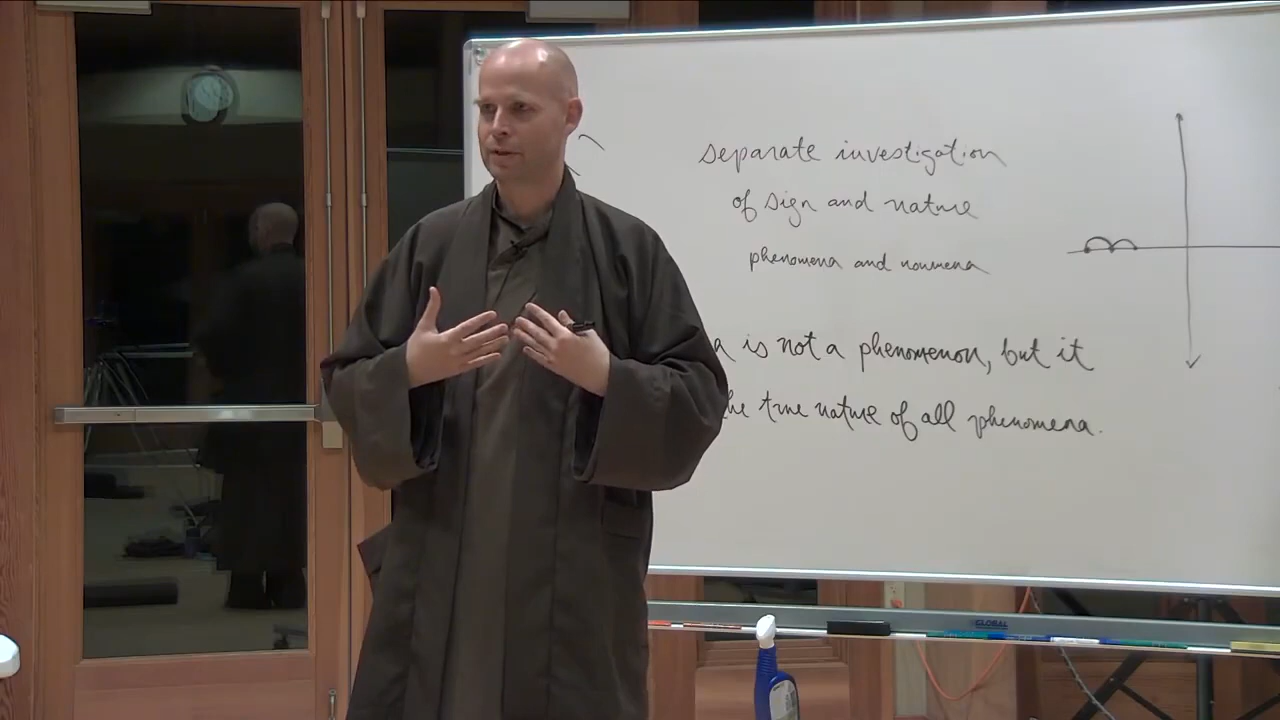 separate investigation
of sign and nature
phenomena and noumena
a is not a phenomenon, but it
the true nature of all phenomena.
GLOBAL